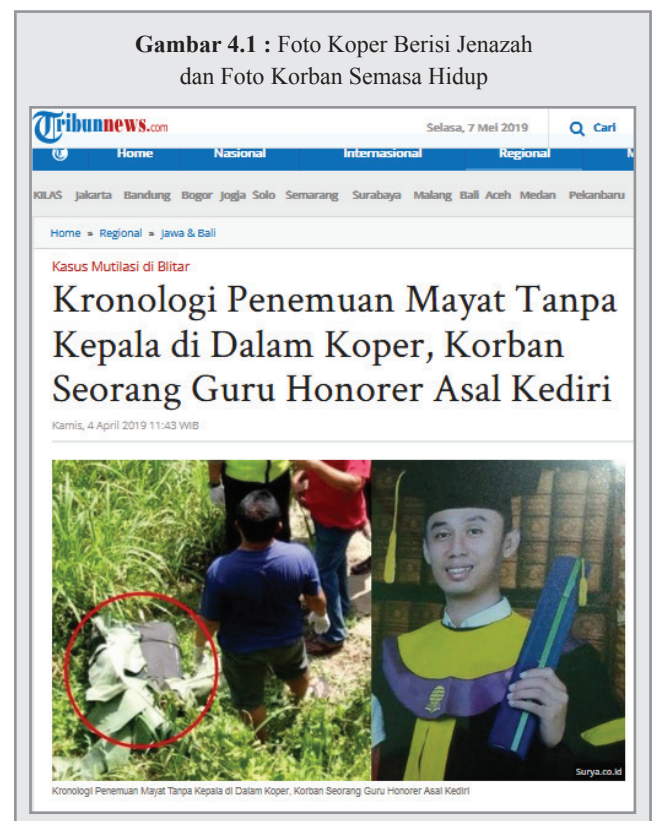 Gambar 4.1 : Foto Koper Berisi Jenazah
dan Foto Korban Semasa Hidup
Tribunnews.com
Selasa, 7 Mei 2019
Cari
Home Nasional Internasional Regional
KILAS Jakarta Bandung Bogor Jogja Solo Semarang Surabaya Malang Bali Aceh Medan Pekanbaru
Home » Regional » Jawa & Bali
Kasus Mutilasi di Blitar
Kronologi Penemuan Mayat Tanpa
Kepala di Dalam Koper, Korban
Seorang Guru Honorer Asal Kediri
Kamis, 4 April 2019 11:43 WIB
Surya.co.id
Kronologi Penemuan Mayat Tanpa Kepala di Dalam Koper, Korban Seorang Guru Honorer Asal Kediri